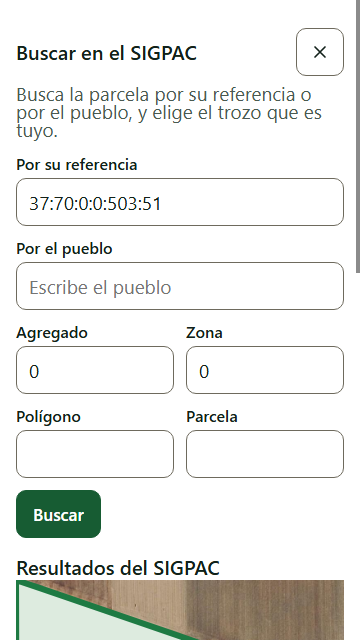 Buscar en el SIGPAC
Busca la parcela por su referencia o
por el pueblo, y elige el trozo que es
tuyo.
Por su referencia
37:70:0:0:503:51
Por el pueblo
Escribe el pueblo
Agregado
Zona
0
0
Polígono
Parcela
Buscar
Resultados del SIGPAC